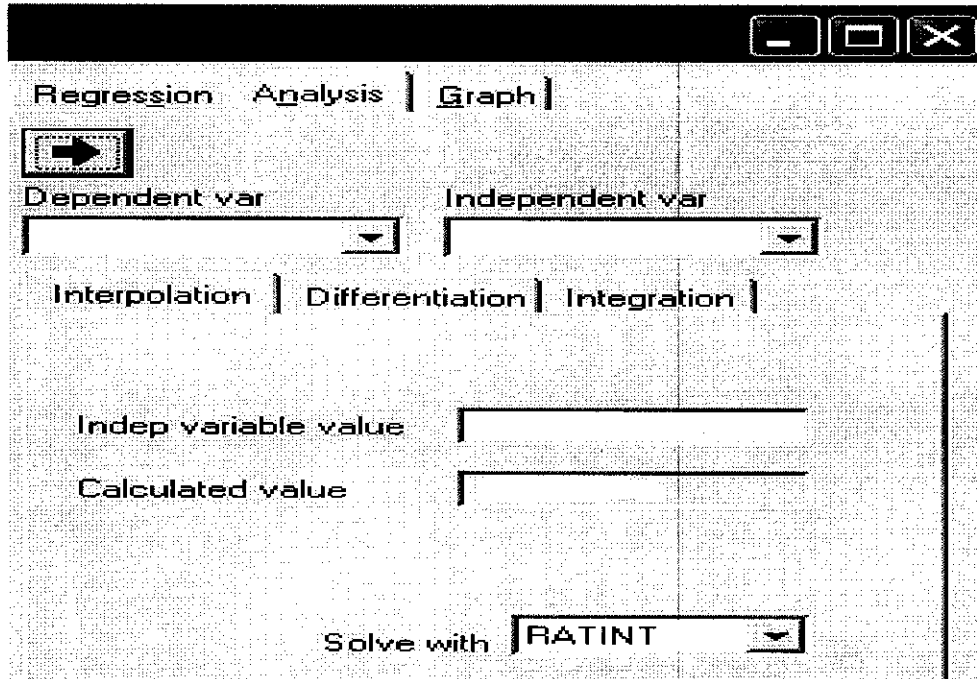 Regression Analysis Graph
Dependent var Independent var
Interpolation Differentiation Integration
Indep variable value
Calculated value
Solve with RATINT